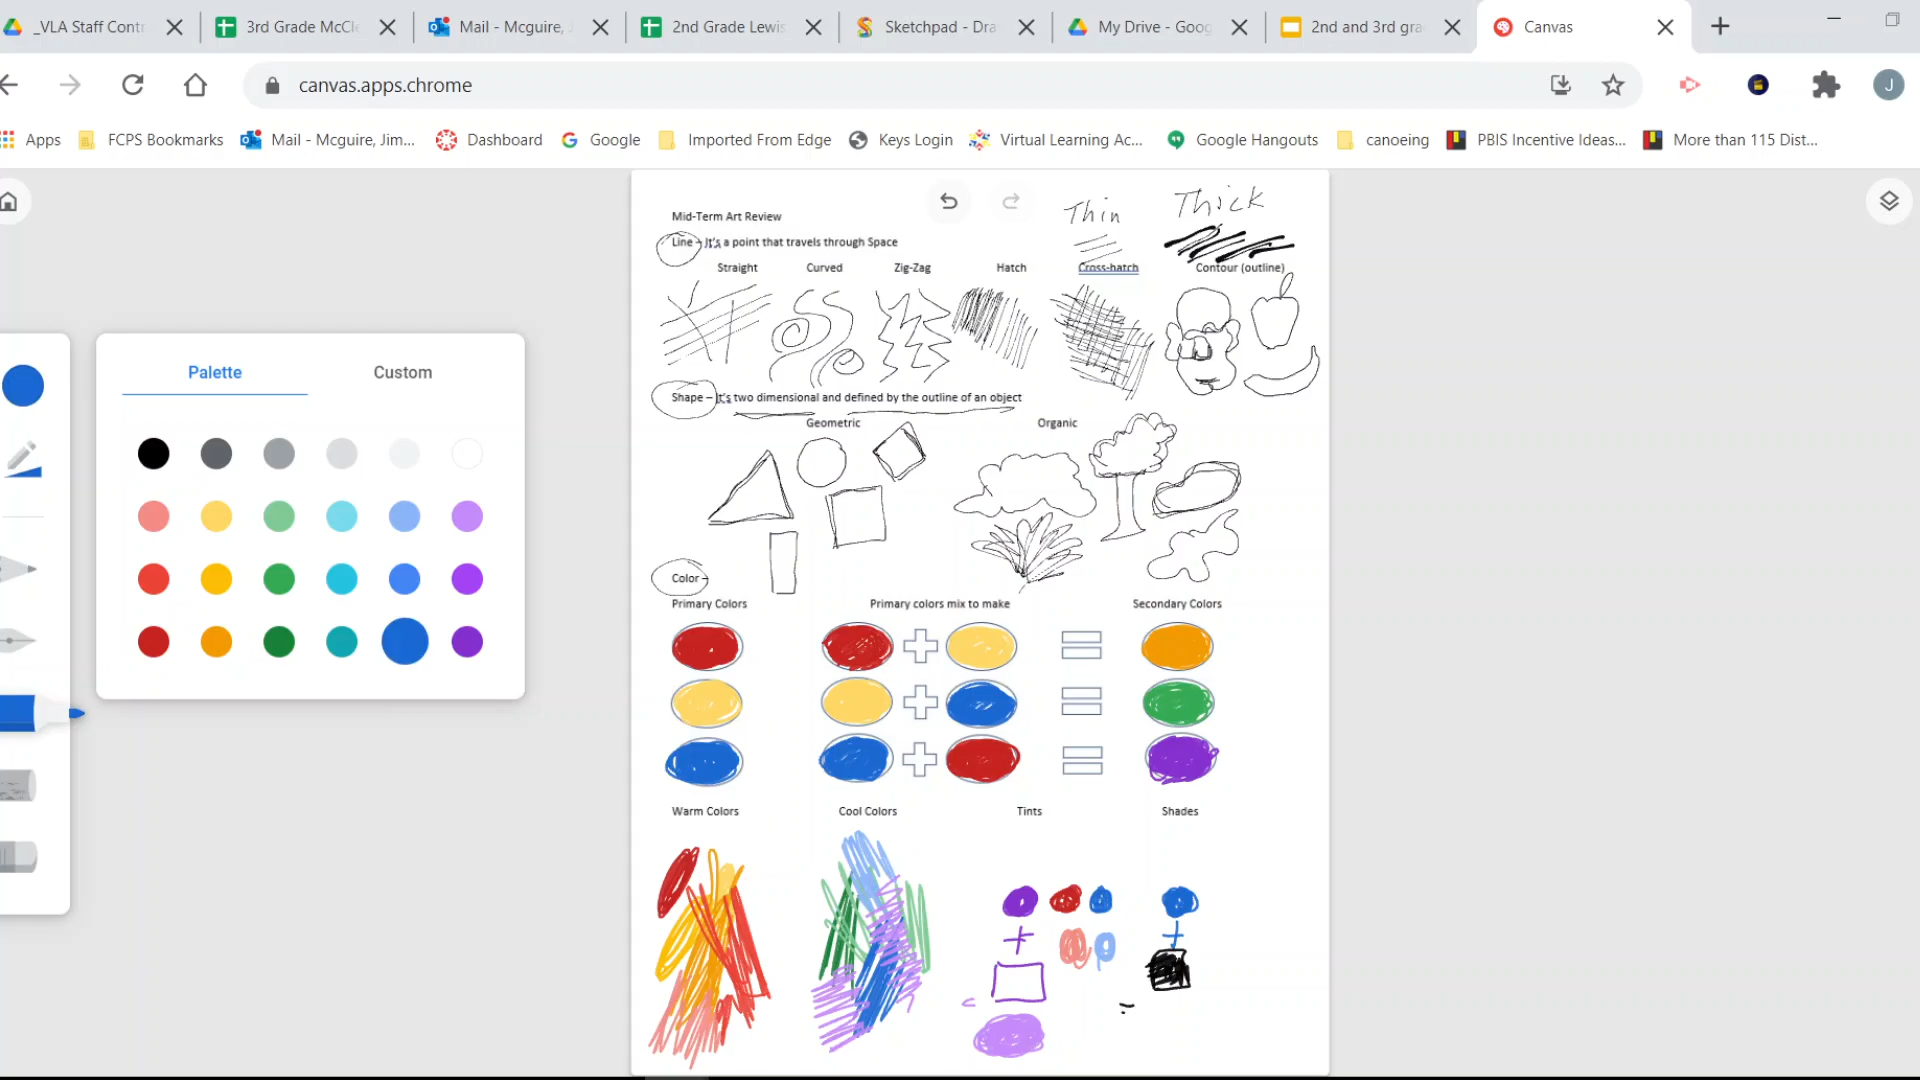 _VLA Staff Contr
3rd Grade McCle
Mail - Mcguire, J
2nd Grade Lewis
Sketchpad - Dra
My Drive - Goog
2nd and 3rd gra
Canvas
canvas.apps.chrome
J
Apps
FCPS Bookmarks
Mail - Mcguire, Jim...
Dashboard
Google
Imported From Edge
Keys Login
Virtual Learning Ac...
Google Hangouts
canoeing
PBIS Incentive Ideas...
More than 115 Dist...
Palette Custom
Thin Thick
Mid-Term Art Review
Line – It's a point that travels through Space
Straight Curved Zig-Zag Hatch Cross-hatch Contour (outline)
Shape – It's two dimensional and defined by the outline of an object
Geometric Organic
Color –
Primary Colors Primary colors mix to make Secondary Colors
Warm Colors Cool Colors Tints Shades
+ +
=